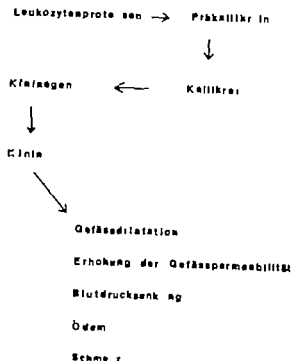 Leukozytenprote sen → Präkallikr in
Kininogen ← Kallikrei
Kinin
Gefässdilatation
Erhöhung der Gefässpermeabilität
Blutdrucksenk ng
Ödem
Schme z